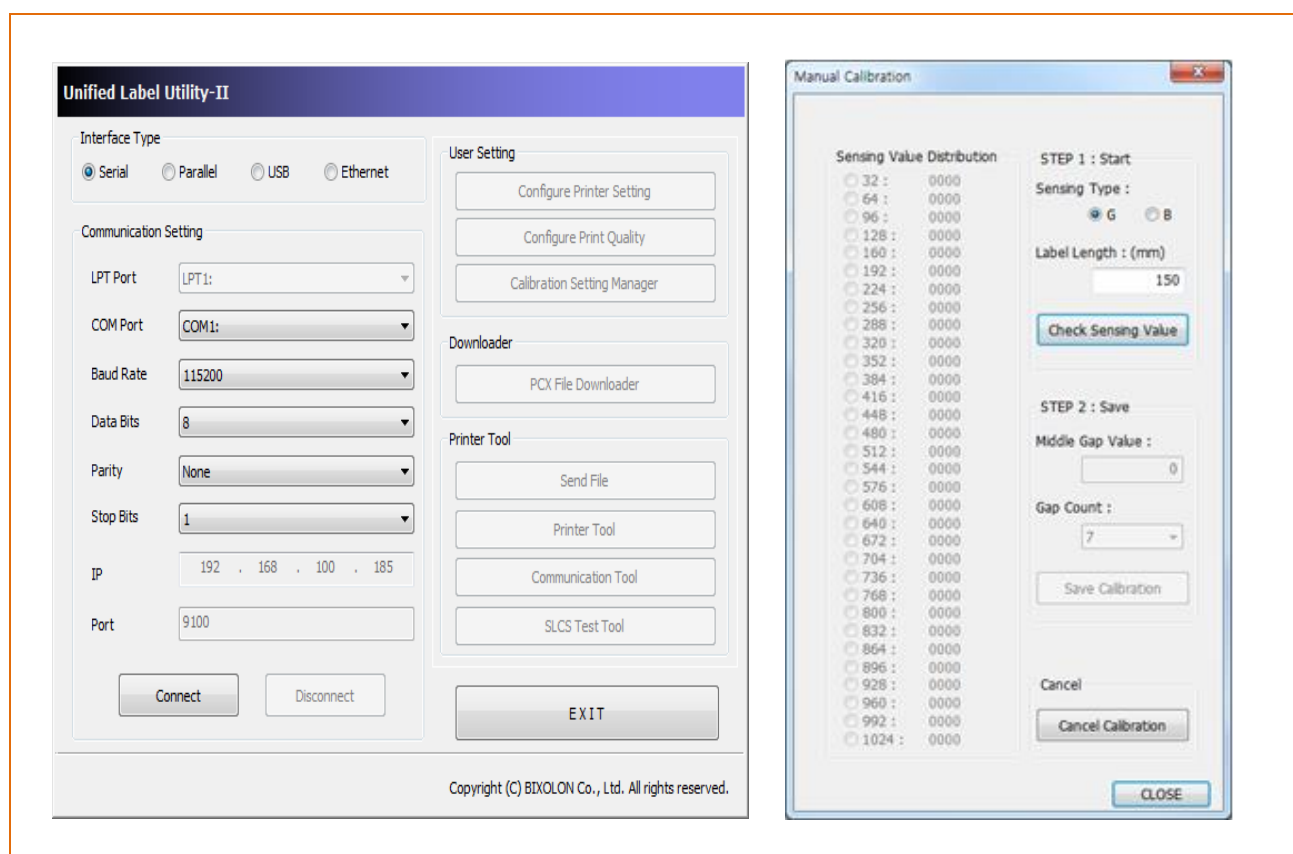 Unified Label Utility-II
Interface Type
Serial Parallel USB Ethernet
Communication Setting
LPT Port LPT1:
COM Port COM1:
Baud Rate 115200
Data Bits 8
Parity None
Stop Bits 1
IP 192 . 168 . 100 . 185
Port 9100
Connect Disconnect
User Setting
Configure Printer Setting
Configure Print Quality
Calibration Setting Manager
Downloader
PCX File Downloader
Printer Tool
Send File
Printer Tool
Communication Tool
SLCS Test Tool
EXIT
Copyright (C) BIXOLON Co., Ltd. All rights reserved.
Manual Calibration
Sensing Value Distribution
32 : 0000
64 : 0000
96 : 0000
128 : 0000
160 : 0000
192 : 0000
224 : 0000
256 : 0000
288 : 0000
320 : 0000
352 : 0000
384 : 0000
416 : 0000
448 : 0000
480 : 0000
512 : 0000
544 : 0000
576 : 0000
608 : 0000
640 : 0000
672 : 0000
704 : 0000
736 : 0000
768 : 0000
800 : 0000
832 : 0000
864 : 0000
896 : 0000
928 : 0000
960 : 0000
992 : 0000
1024 : 0000
STEP 1 : Start
Sensing Type :
G B
Label Length : (mm)
150
Check Sensing Value
STEP 2 : Save
Middle Gap Value :
0
Gap Count :
7
Save Calibration
Cancel
Cancel Calibration
CLOSE